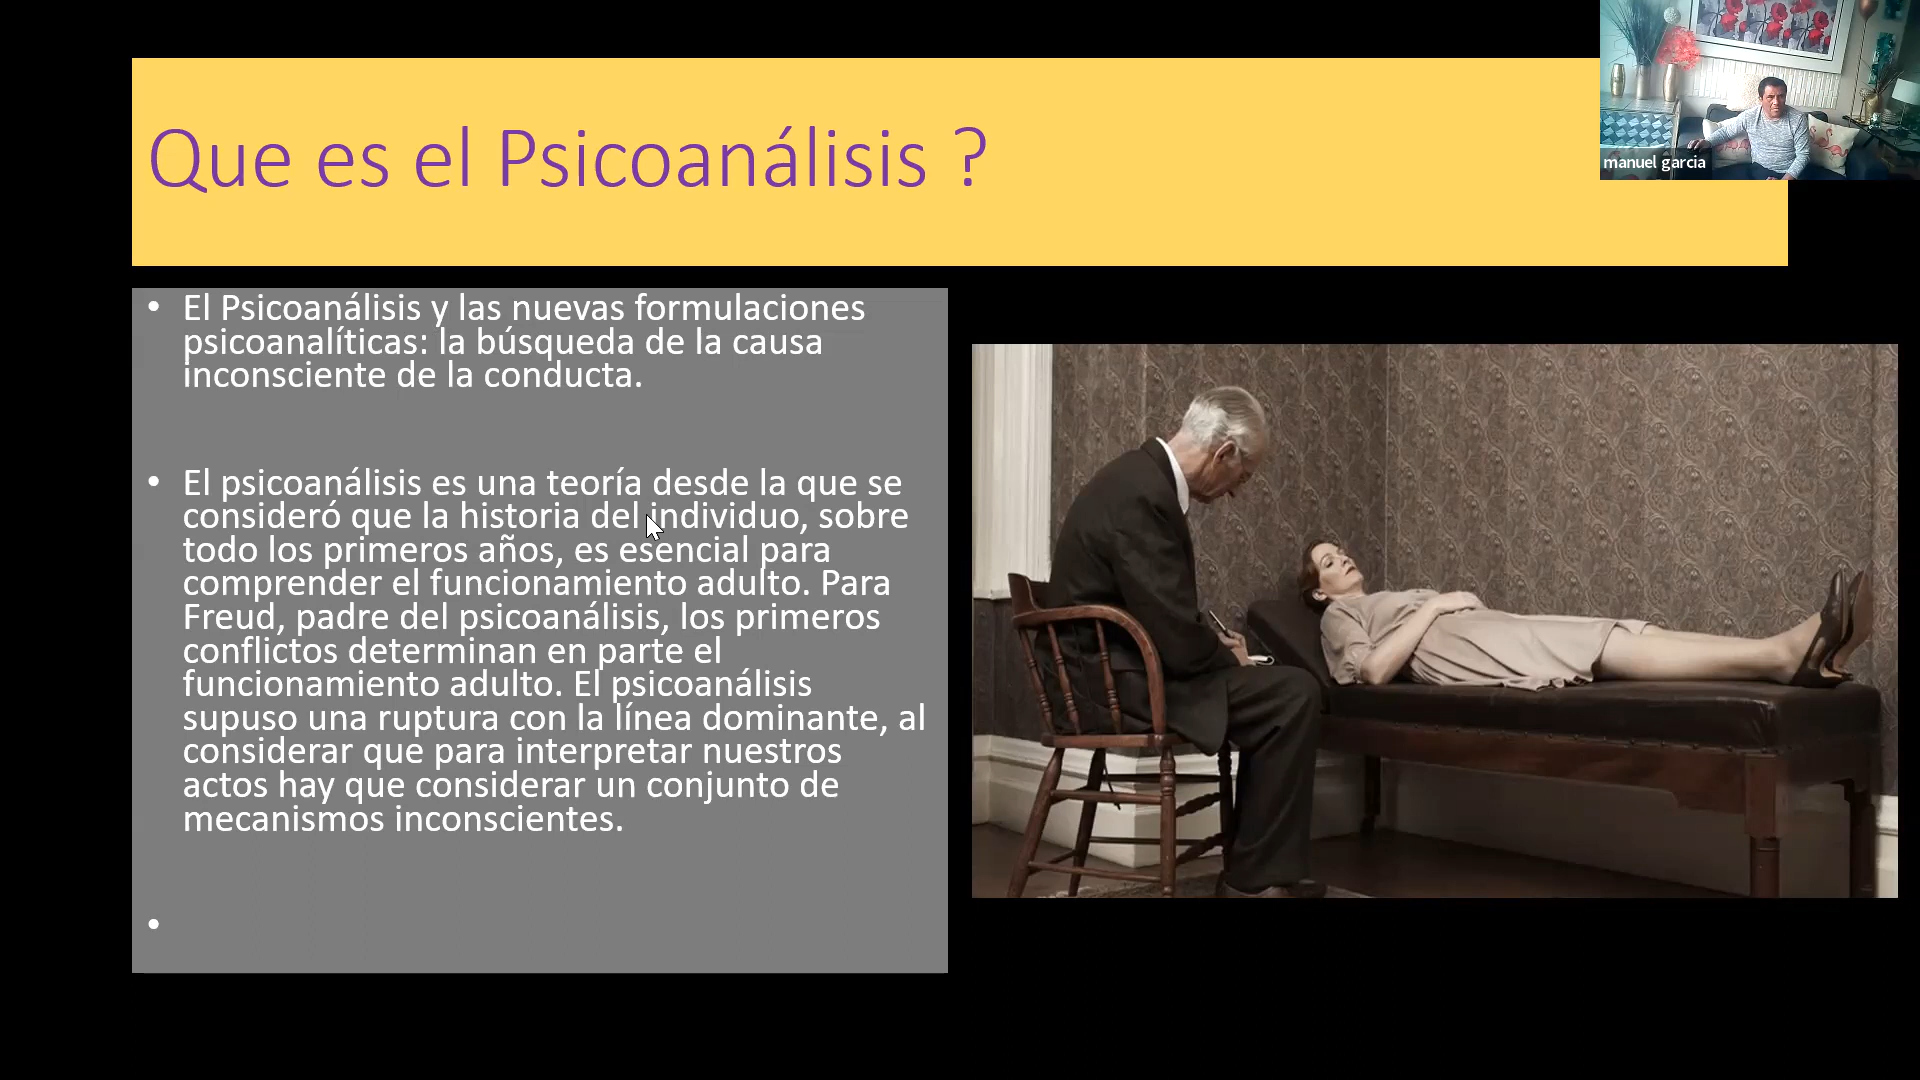 Que es el Psicoanálisis ?
manuel garcia
• El Psicoanálisis y las nuevas formulaciones
psicoanalíticas: la búsqueda de la causa
inconsciente de la conducta.
• El psicoanálisis es una teoría desde la que se
consideró que la historia del individuo, sobre
todo los primeros años, es esencial para
comprender el funcionamiento adulto. Para
Freud, padre del psicoanálisis, los primeros
conflictos determinan en parte el
funcionamiento adulto. El psicoanálisis
supuso una ruptura con la línea dominante, al
considerar que para interpretar nuestros
actos hay que considerar un conjunto de
mecanismos inconscientes.
•